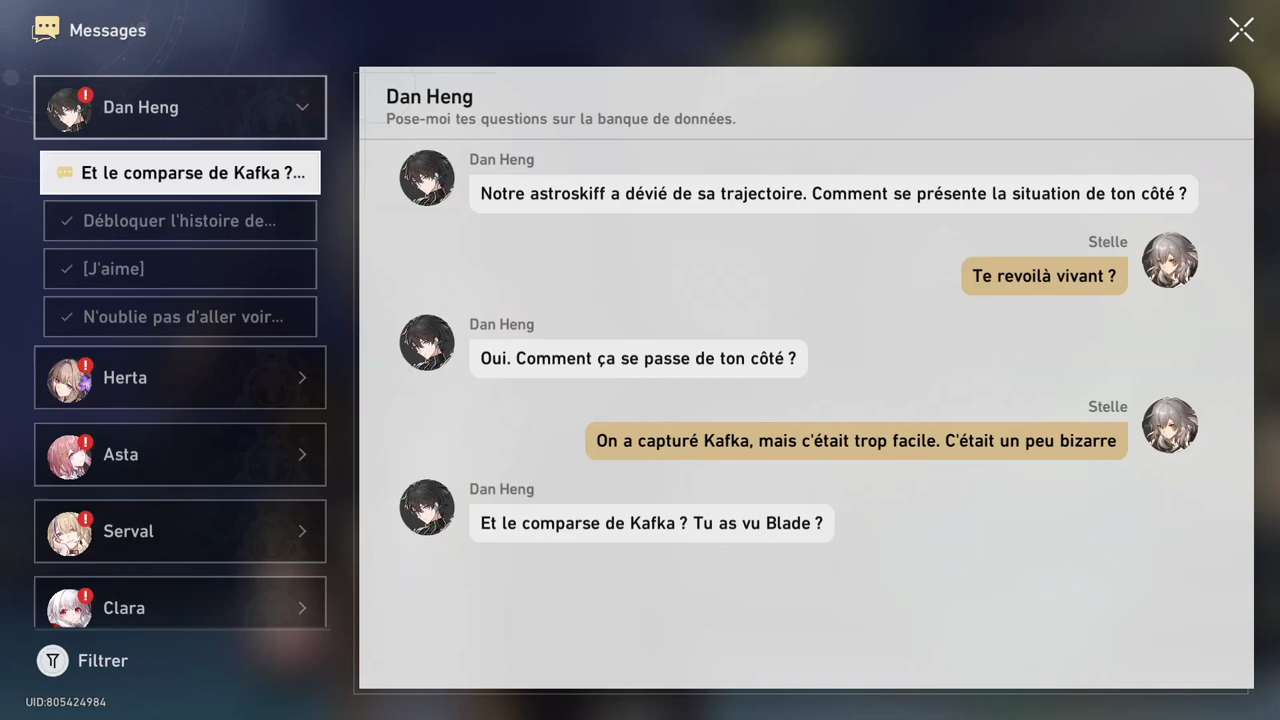 Messages
Dan Heng
Et le comparse de Kafka ?...
Débloquer l'histoire de...
[J'aime]
N'oublie pas d'aller voir...
Herta
Asta
Serval
Clara
Filtrer
UID:805424984
Dan Heng
Pose-moi tes questions sur la banque de données.
Dan Heng
Notre astroskiff a dévié de sa trajectoire. Comment se présente la situation de ton côté ?
Stelle
Te revoilà vivant ?
Dan Heng
Oui. Comment ça se passe de ton côté ?
Stelle
On a capturé Kafka, mais c'était trop facile. C'était un peu bizarre
Dan Heng
Et le comparse de Kafka ? Tu as vu Blade ?